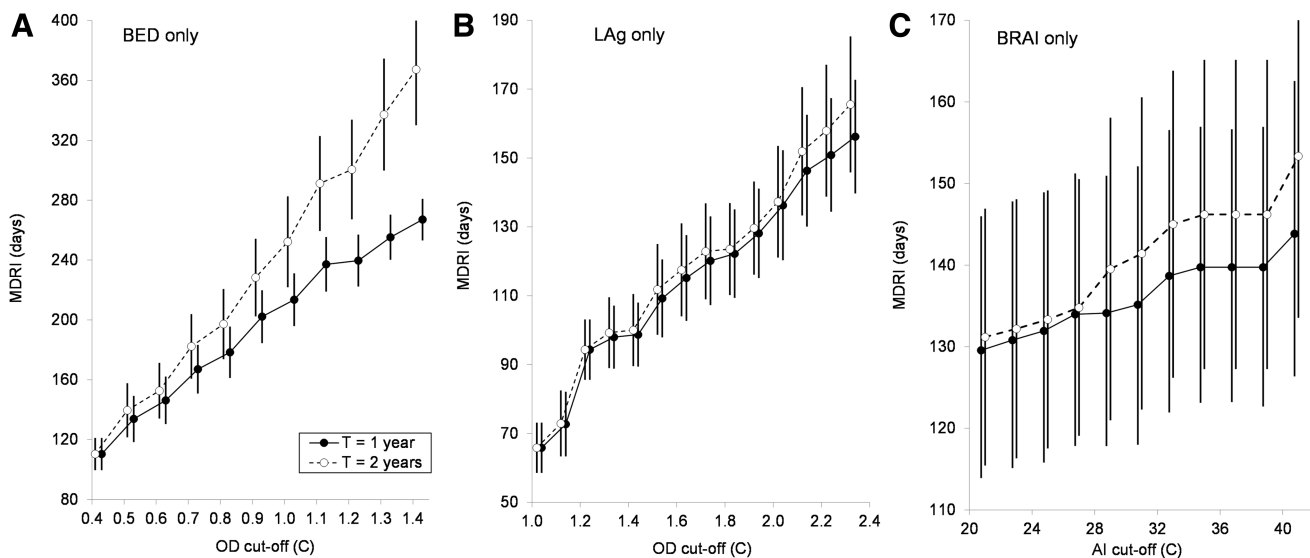 A
BED only
400
360
320
280
240
200
160
120
80
MDRI (days)
0.4 0.5 0.6 0.7 0.8 0.9 1.0 1.1 1.2 1.3 1.4
OD cut-off (C)
T = 1 year
T = 2 years
B
LAg only
190
170
150
130
110
90
70
50
MDRI (days)
1.0 1.2 1.4 1.6 1.8 2.0 2.2 2.4
OD cut-off (C)
C
BRAI only
170
160
150
140
130
120
110
MDRI (days)
20 24 28 32 36 40
AI cut-off (C)